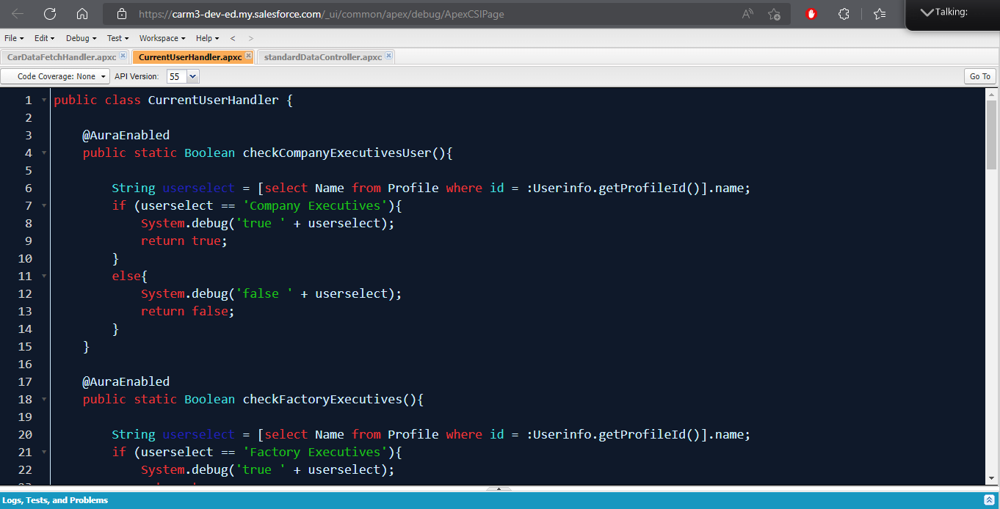 https://carm3-dev-ed.my.salesforce.com/_ui/common/apex/debug/ApexCSIPage
Talking:
File Edit Debug Test Workspace Help < >
CarDataFetchHandler.apxc CurrentUserHandler.apxc standardDataController.apxc
Code Coverage: None API Version: 55 Go To
1 public class CurrentUserHandler {
2
3 @AuraEnabled
4 public static Boolean checkCompanyExecutivesUser(){
5
6 String userselect = [select Name from Profile where id = :Userinfo.getProfileId()].name;
7 if (userselect == 'Company Executives'){
8 System.debug('true ' + userselect);
9 return true;
10 }
11 else{
12 System.debug('false ' + userselect);
13 return false;
14 }
15 }
16
17 @AuraEnabled
18 public static Boolean checkFactoryExecutives(){
19
20 String userselect = [select Name from Profile where id = :Userinfo.getProfileId()].name;
21 if (userselect == 'Factory Executives'){
22 System.debug('true ' + userselect);
Logs, Tests, and Problems